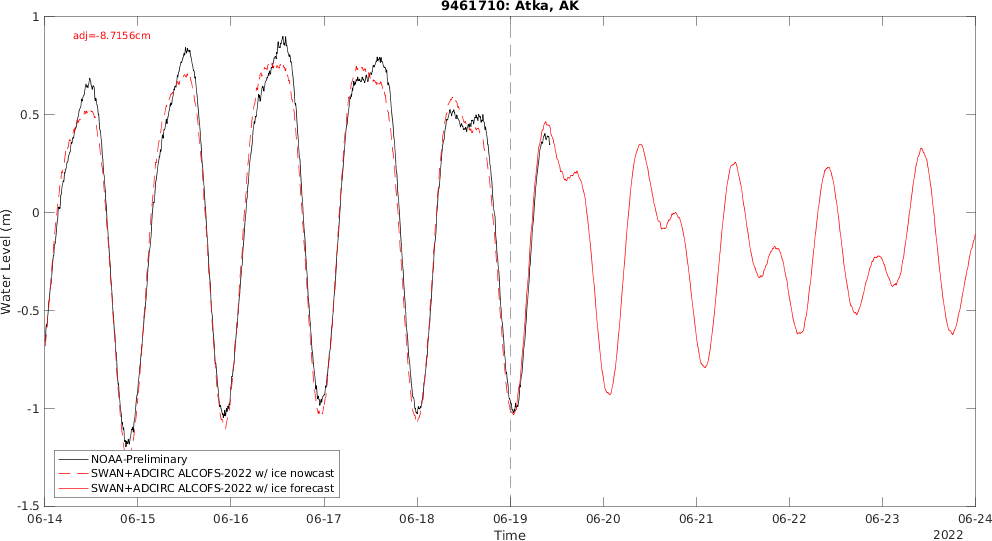 9461710: Atka, AK
adj=-8.7156cm
Water Level (m)
1
0.5
0
-0.5
-1
-1.5
NOAA-Preliminary
SWAN+ADCIRC ALCOFS-2022 w/ ice nowcast
SWAN+ADCIRC ALCOFS-2022 w/ ice forecast
06-14 06-15 06-16 06-17 06-18 06-19 06-20 06-21 06-22 06-23 06-24
Time
2022